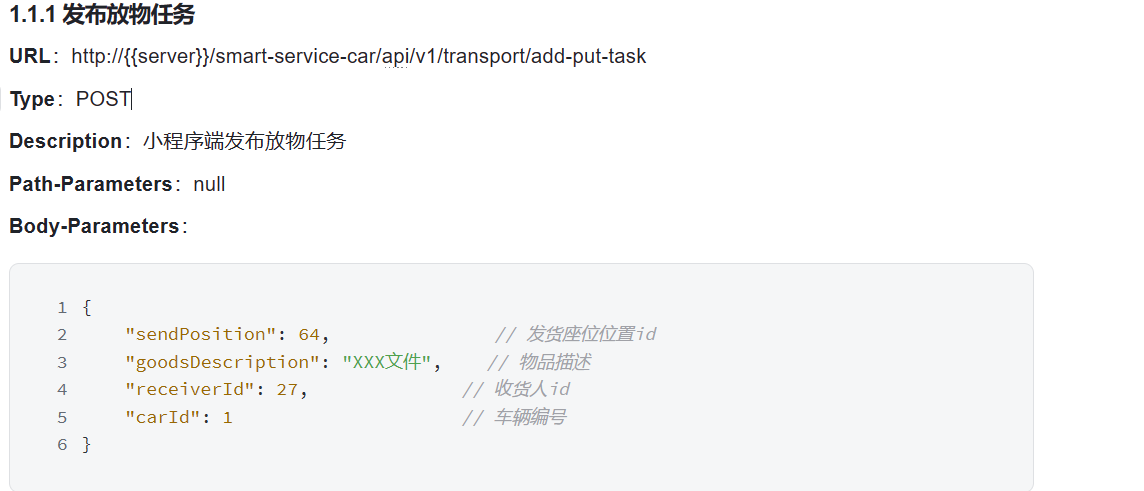 1.1.1 发布放物任务
URL：http://{{server}}/smart-service-car/api/v1/transport/add-put-task
Type：POST
Description：小程序端发布放物任务
Path-Parameters：null
Body-Parameters：
1 {
2 "sendPosition": 64, // 发货座位位置id
3 "goodsDescription": "XXX文件", // 物品描述
4 "receiverId": 27, // 收货人id
5 "carId": 1 // 车辆编号
6 }